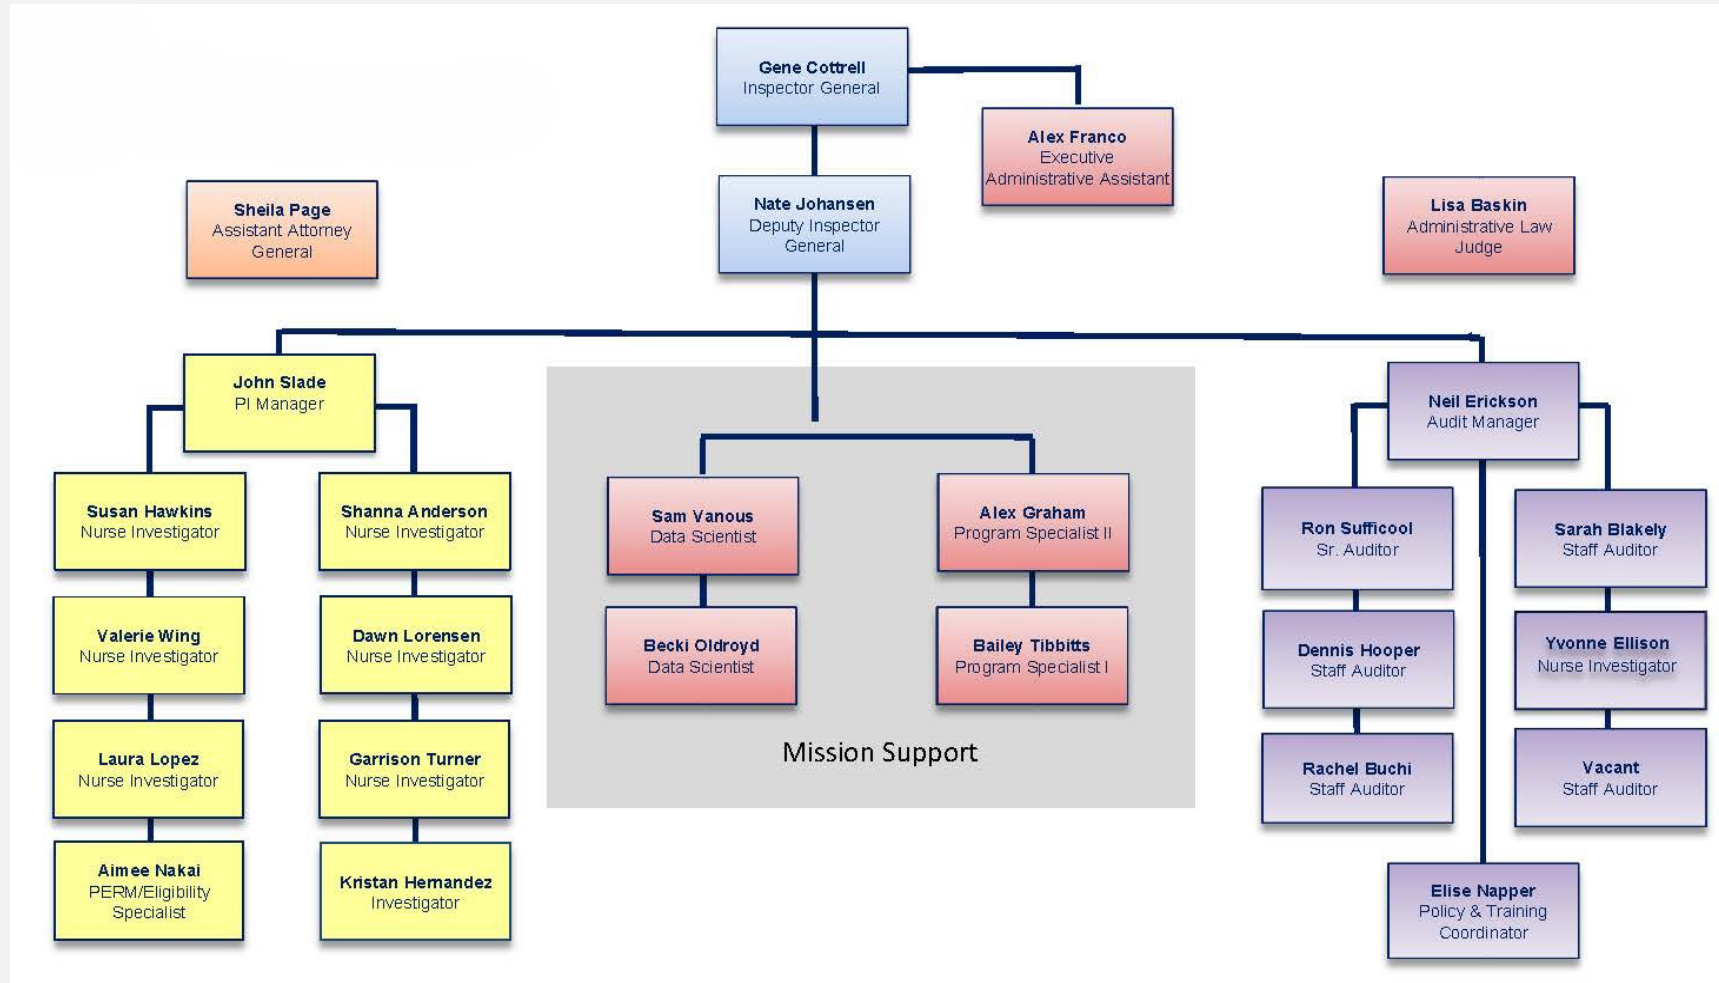 Gene Cottrell
Inspector General
Alex Franco
Executive
Administrative Assistant
Sheila Page
Assistant Attorney
General
Nate Johansen
Deputy Inspector
General
Lisa Baskin
Administrative Law
Judge
John Slade
PI Manager
Neil Erickson
Audit Manager
Susan Hawkins
Nurse Investigator
Shanna Anderson
Nurse Investigator
Sam Vanous
Data Scientist
Alex Graham
Program Specialist II
Ron Sufficool
Sr. Auditor
Sarah Blakely
Staff Auditor
Valerie Wing
Nurse Investigator
Dawn Lorensen
Nurse Investigator
Becki Oldroyd
Data Scientist
Bailey Tibbitts
Program Specialist I
Dennis Hooper
Staff Auditor
Yvonne Ellison
Nurse Investigator
Laura Lopez
Nurse Investigator
Garrison Turner
Nurse Investigator
Mission Support
Rachel Buchi
Staff Auditor
Vacant
Staff Auditor
Aimee Nakai
PERM/Eligibility
Specialist
Kristan Hernandez
Investigator
Elise Napper
Policy & Training
Coordinator